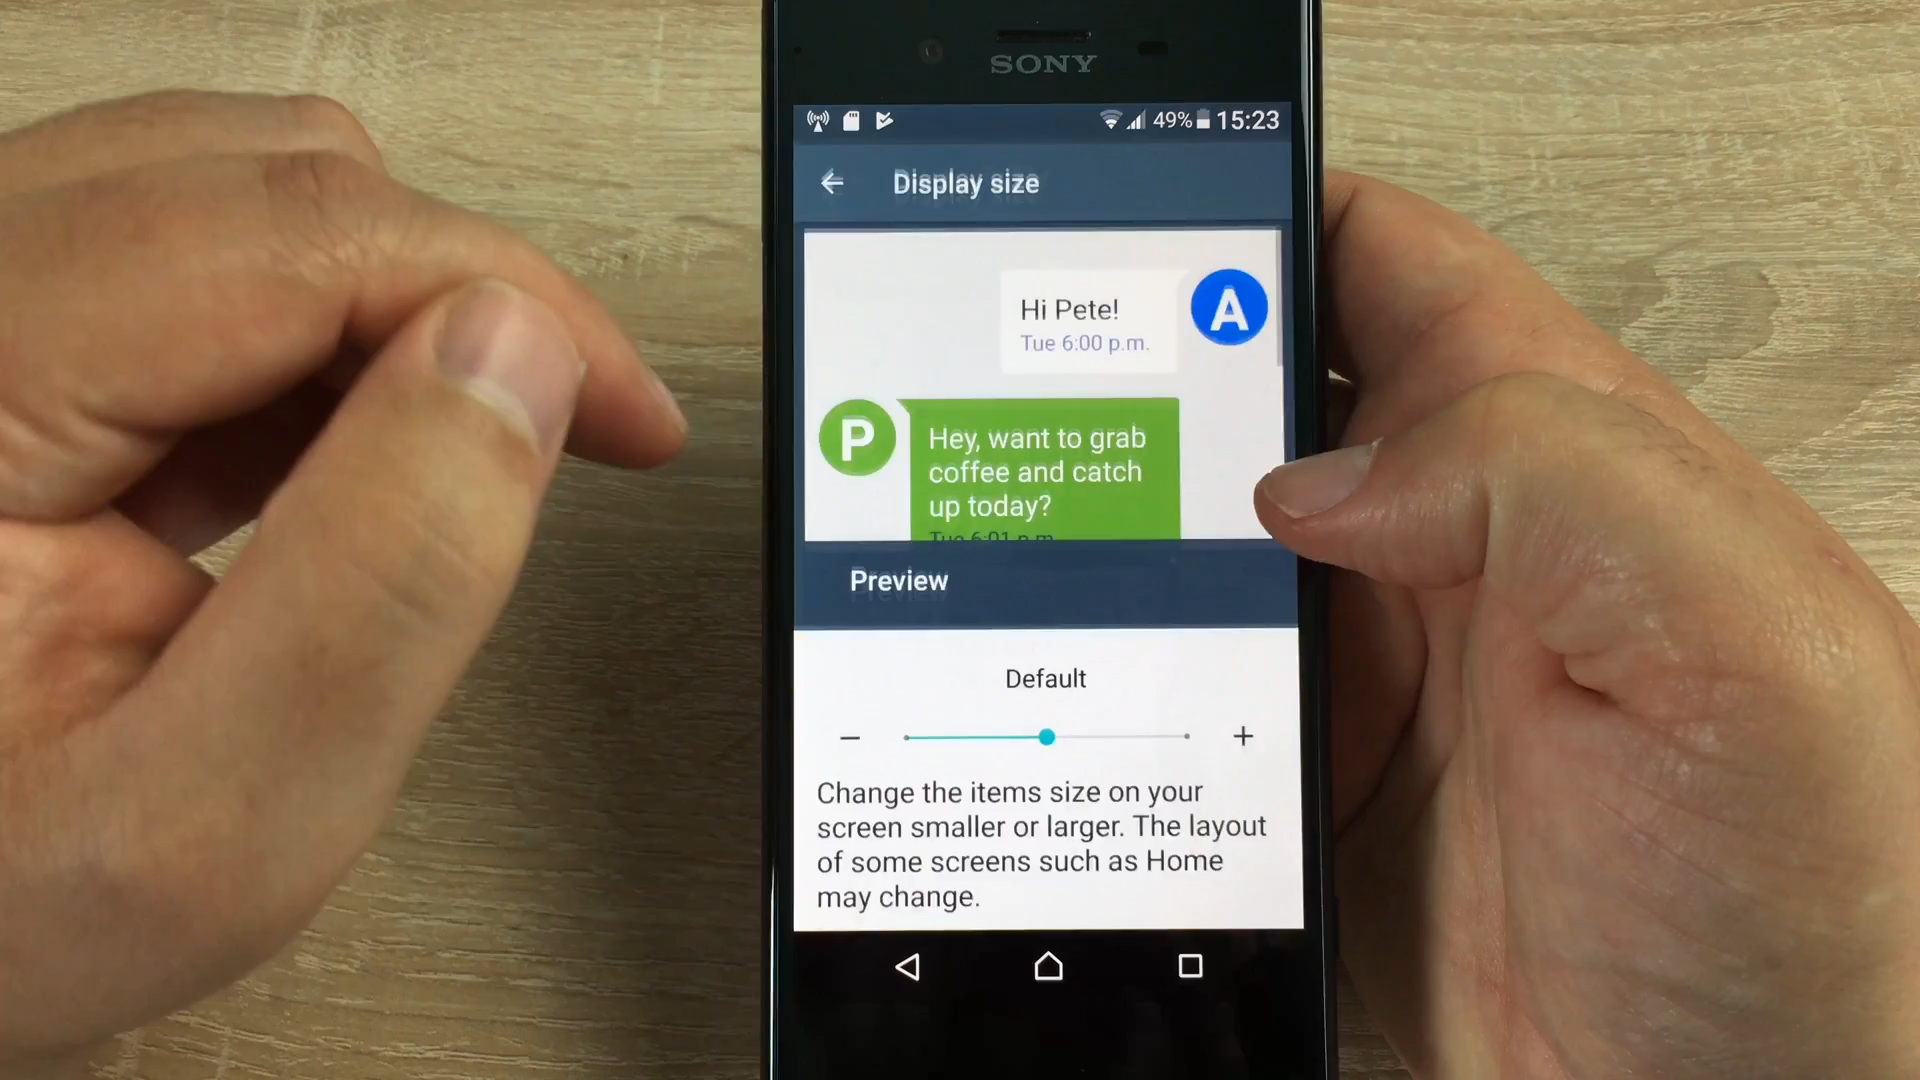 SONY
49% 15:23
Display size
Hi Pete!
A
Tue 6:00 p.m.
P
Hey, want to grab
coffee and catch
up today?
Tue 6:01 p.m.
Preview
Default
Change the items size on your
screen smaller or larger. The layout
of some screens such as Home
may change.